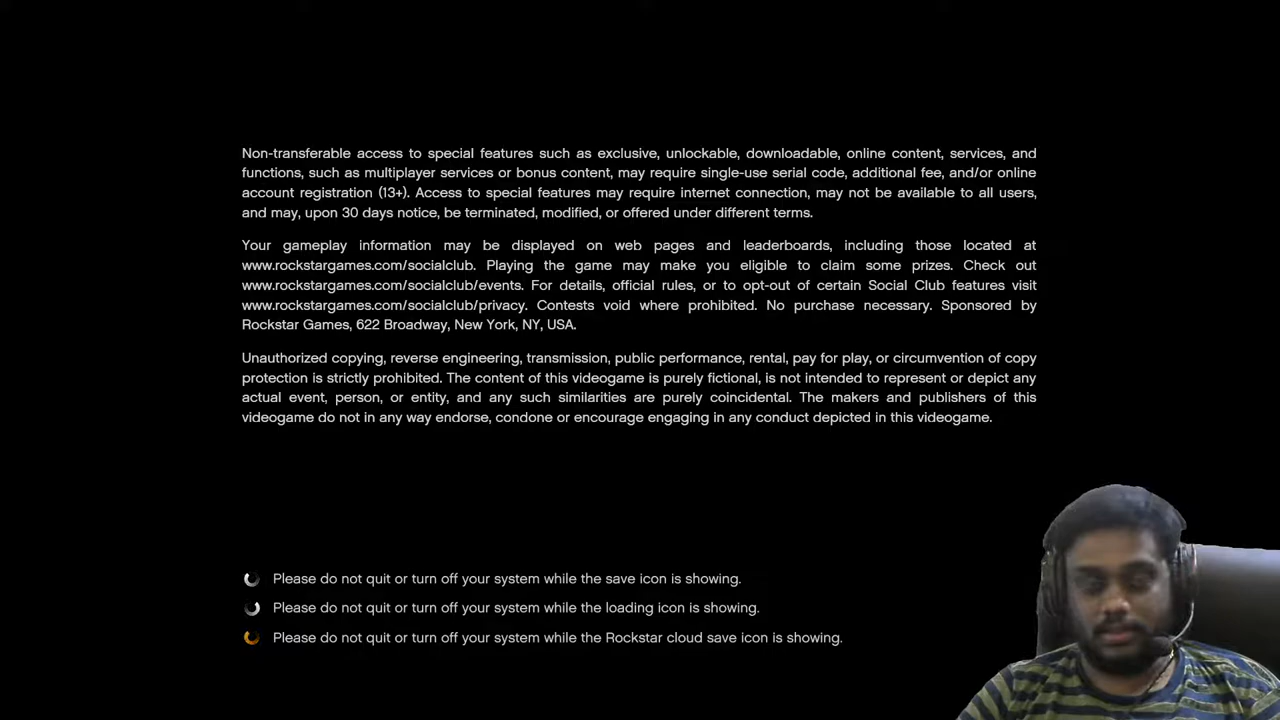 Non-transferable access to special features such as exclusive, unlockable, downloadable, online content, services, and
functions, such as multiplayer services or bonus content, may require single-use serial code, additional fee, and/or online
account registration (13+). Access to special features may require internet connection, may not be available to all users,
and may, upon 30 days notice, be terminated, modified, or offered under different terms.
Your gameplay information may be displayed on web pages and leaderboards, including those located at
www.rockstargames.com/socialclub. Playing the game may make you eligible to claim some prizes. Check out
www.rockstargames.com/socialclub/events. For details, official rules, or to opt-out of certain Social Club features visit
www.rockstargames.com/socialclub/privacy. Contests void where prohibited. No purchase necessary. Sponsored by
Rockstar Games, 622 Broadway, New York, NY, USA.
Unauthorized copying, reverse engineering, transmission, public performance, rental, pay for play, or circumvention of copy
protection is strictly prohibited. The content of this videogame is purely fictional, is not intended to represent or depict any
actual event, person, or entity, and any such similarities are purely coincidental. The makers and publishers of this
videogame do not in any way endorse, condone or encourage engaging in any conduct depicted in this videogame.
Please do not quit or turn off your system while the save icon is showing.
Please do not quit or turn off your system while the loading icon is showing.
Please do not quit or turn off your system while the Rockstar cloud save icon is showing.